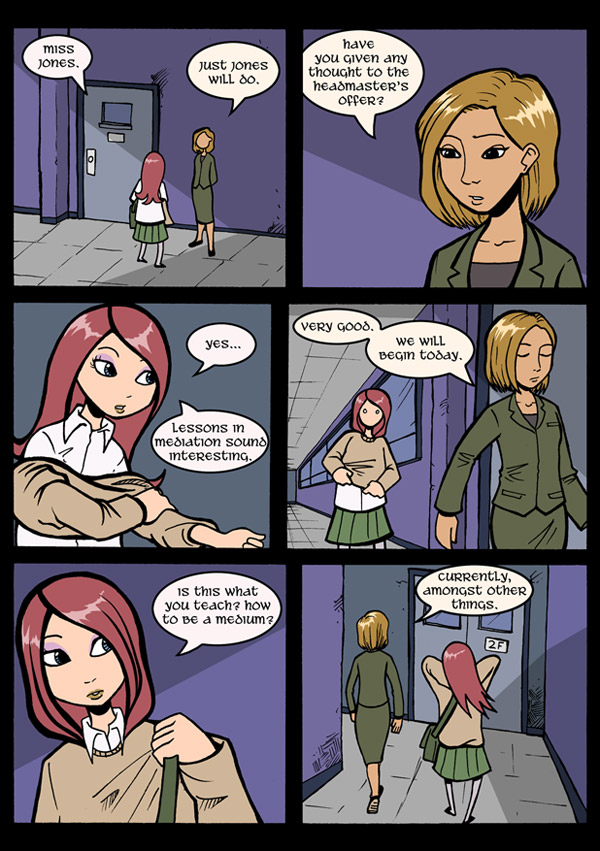 Miss
Jones.
Just Jones
will do.
Have
you given any
thought to the
headmaster's
offer?
Yes...
Lessons in
mediation sound
interesting.
Very good.
We will
begin today.
Is this what
you teach? How
to be a medium?
Currently,
amongst other
things.
2F